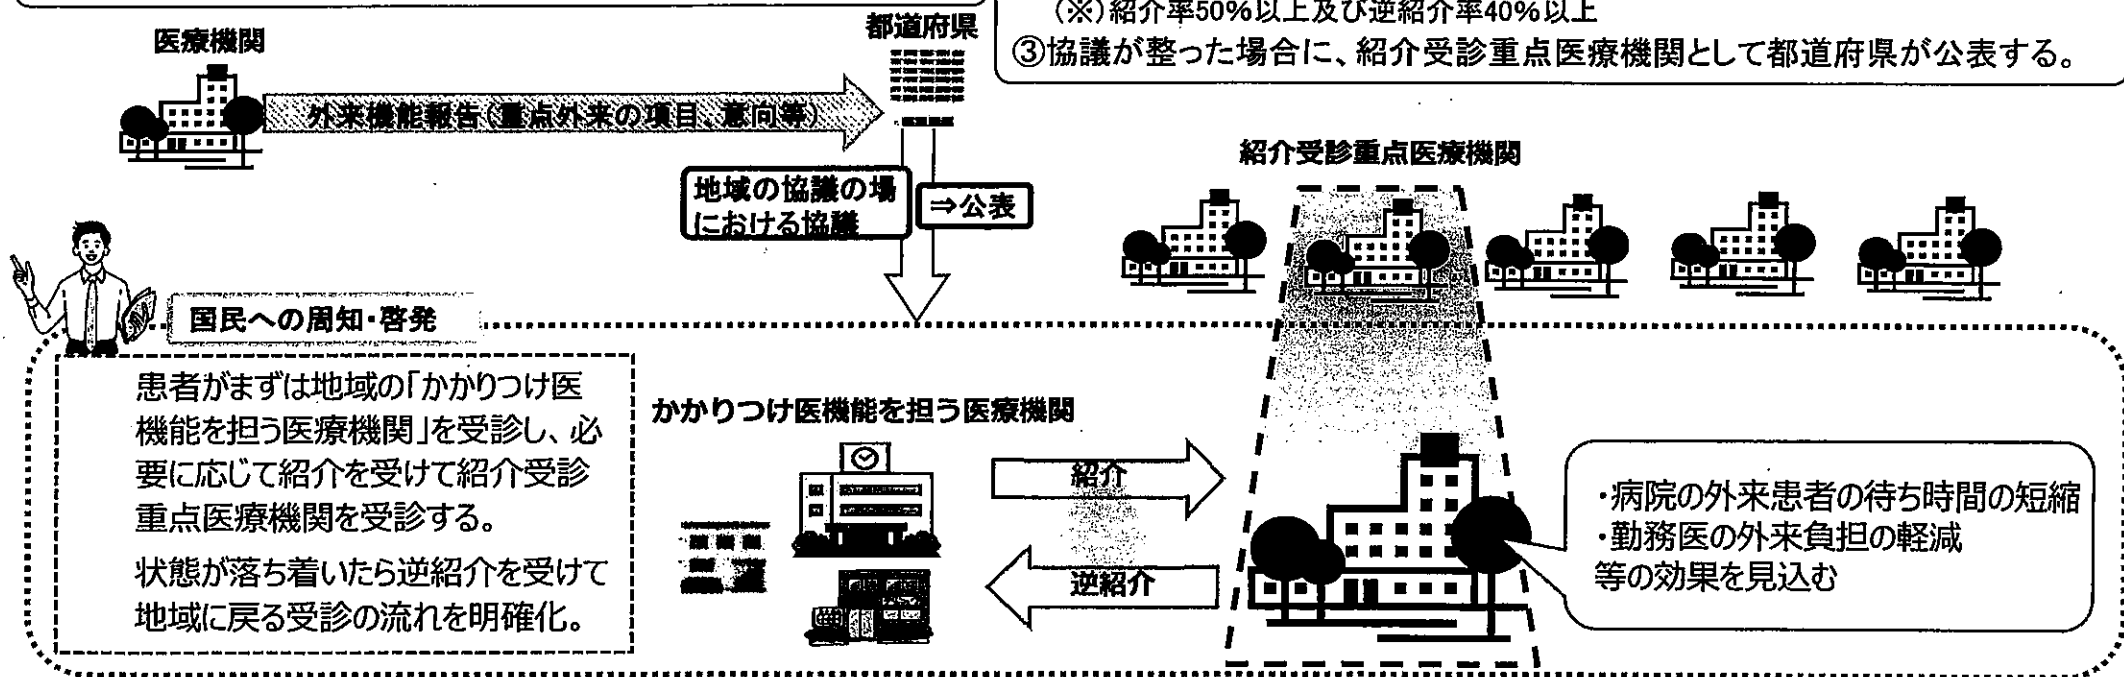 (※)紹介率50%以上及び逆紹介率40%以上
③協議が整った場合に、紹介受診重点医療機関として都道府県が公表する。
都道府県
医療機関
外来機能報告(重点外来の項目、意向等)
地域の協議の場
における協議
⇒公表
紹介受診重点医療機関
国民への周知・啓発
患者がまずは地域の「かかりつけ医
機能を担う医療機関」を受診し、必
要に応じて紹介を受けて紹介受診
重点医療機関を受診する。
状態が落ち着いたら逆紹介を受けて
地域に戻る受診の流れを明確化。
かかりつけ医機能を担う医療機関
紹介
逆紹介
・病院の外来患者の待ち時間の短縮
・勤務医の外来負担の軽減
等の効果を見込む